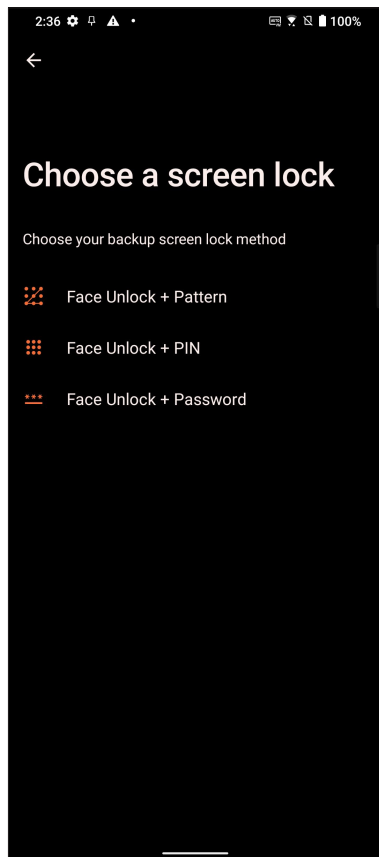 2:36 100%
Choose a screen lock
Choose your backup screen lock method
Face Unlock + Pattern
Face Unlock + PIN
Face Unlock + Password